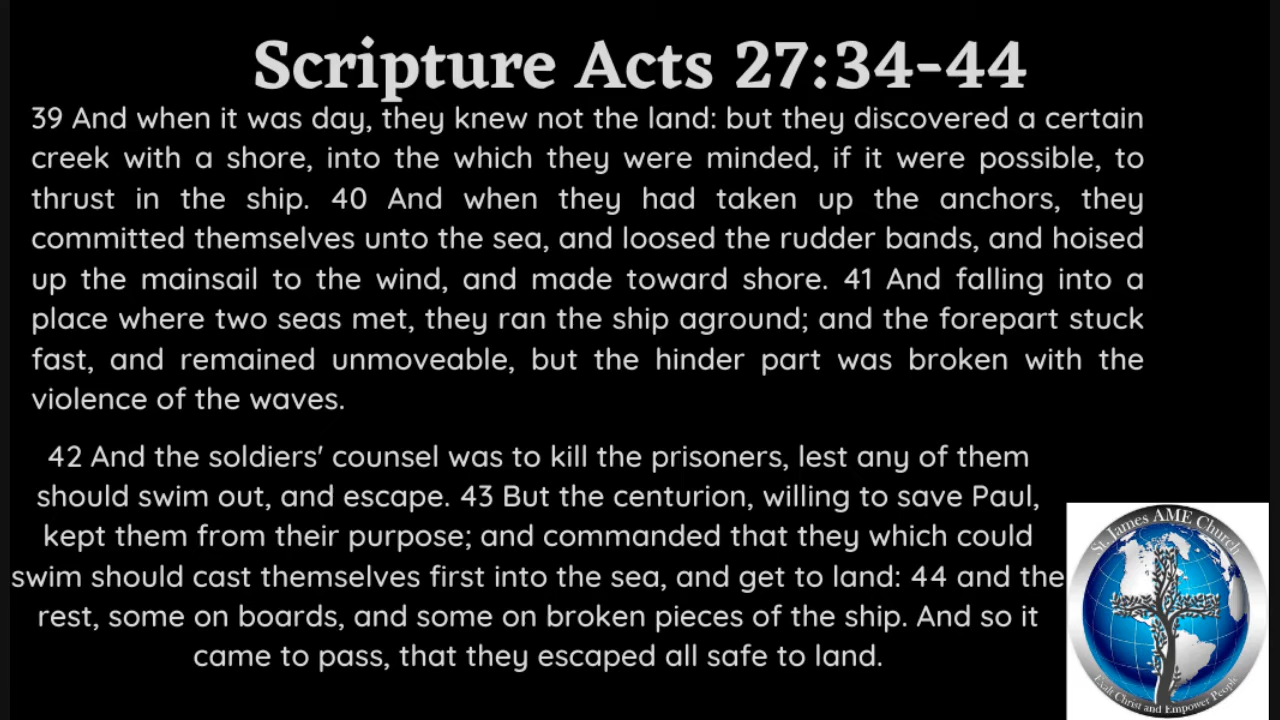 Scripture Acts 27:34-44
39 And when it was day, they knew not the land: but they discovered a certain
creek with a shore, into the which they were minded, if it were possible, to
thrust in the ship. 40 And when they had taken up the anchors, they
committed themselves unto the sea, and loosed the rudder bands, and hoised
up the mainsail to the wind, and made toward shore. 41 And falling into a
place where two seas met, they ran the ship aground; and the forepart stuck
fast, and remained unmoveable, but the hinder part was broken with the
violence of the waves.
42 And the soldiers' counsel was to kill the prisoners, lest any of them
should swim out, and escape. 43 But the centurion, willing to save Paul,
kept them from their purpose; and commanded that they which could
swim should cast themselves first into the sea, and get to land: 44 and the
rest, some on boards, and some on broken pieces of the ship. And so it
came to pass, that they escaped all safe to land.
St. James AME Church
Christ and Empower People